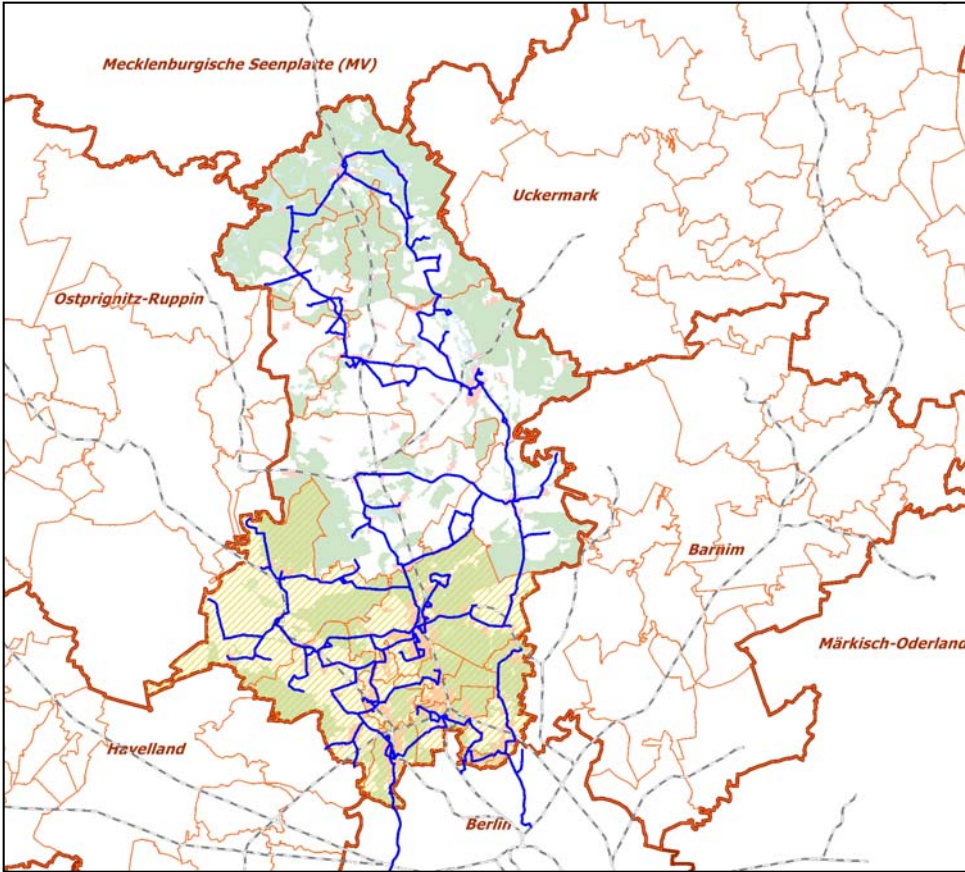 Mecklenburgische Seenplatte (MV)
Uckermark
Ostprignitz-Ruppin
Barnim
Märkisch-Oderland
Havelland
Berlin